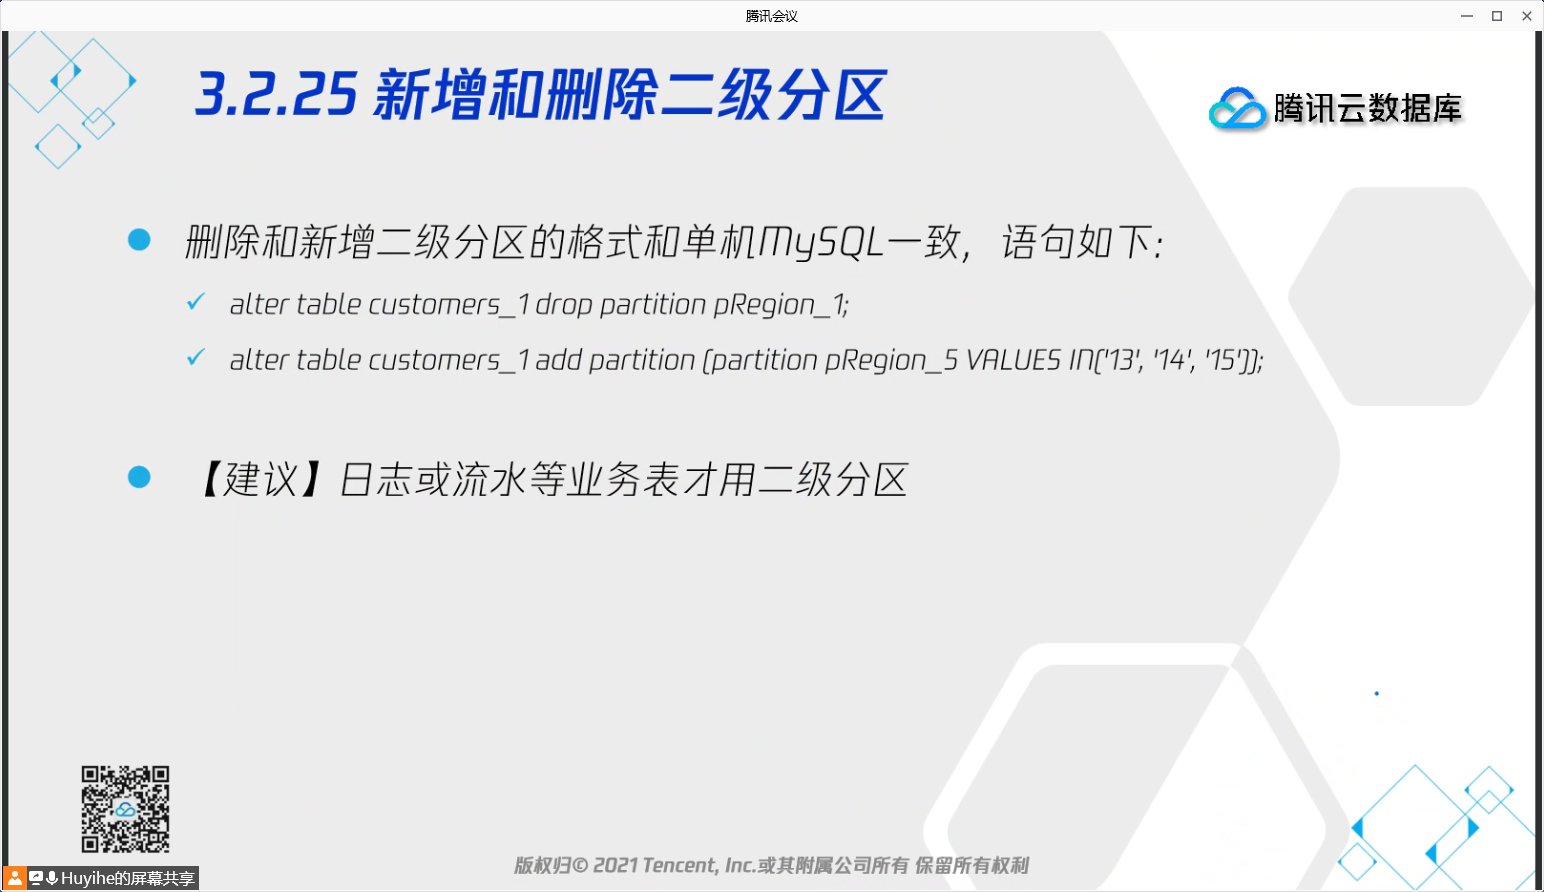 腾讯会议
3.2.25 新增和删除二级分区
腾讯云数据库
删除和新增二级分区的格式和单机MySQL一致，语句如下:
alter table customers_1 drop partition pRegion_1;
alter table customers_1 add partition (partition pRegion_5 VALUES IN('13', '14', '15'));
【建议】日志或流水等业务表才用二级分区
版权归© 2021 Tencent, Inc.或其附属公司所有 保留所有权利
Huyihe的屏幕共享